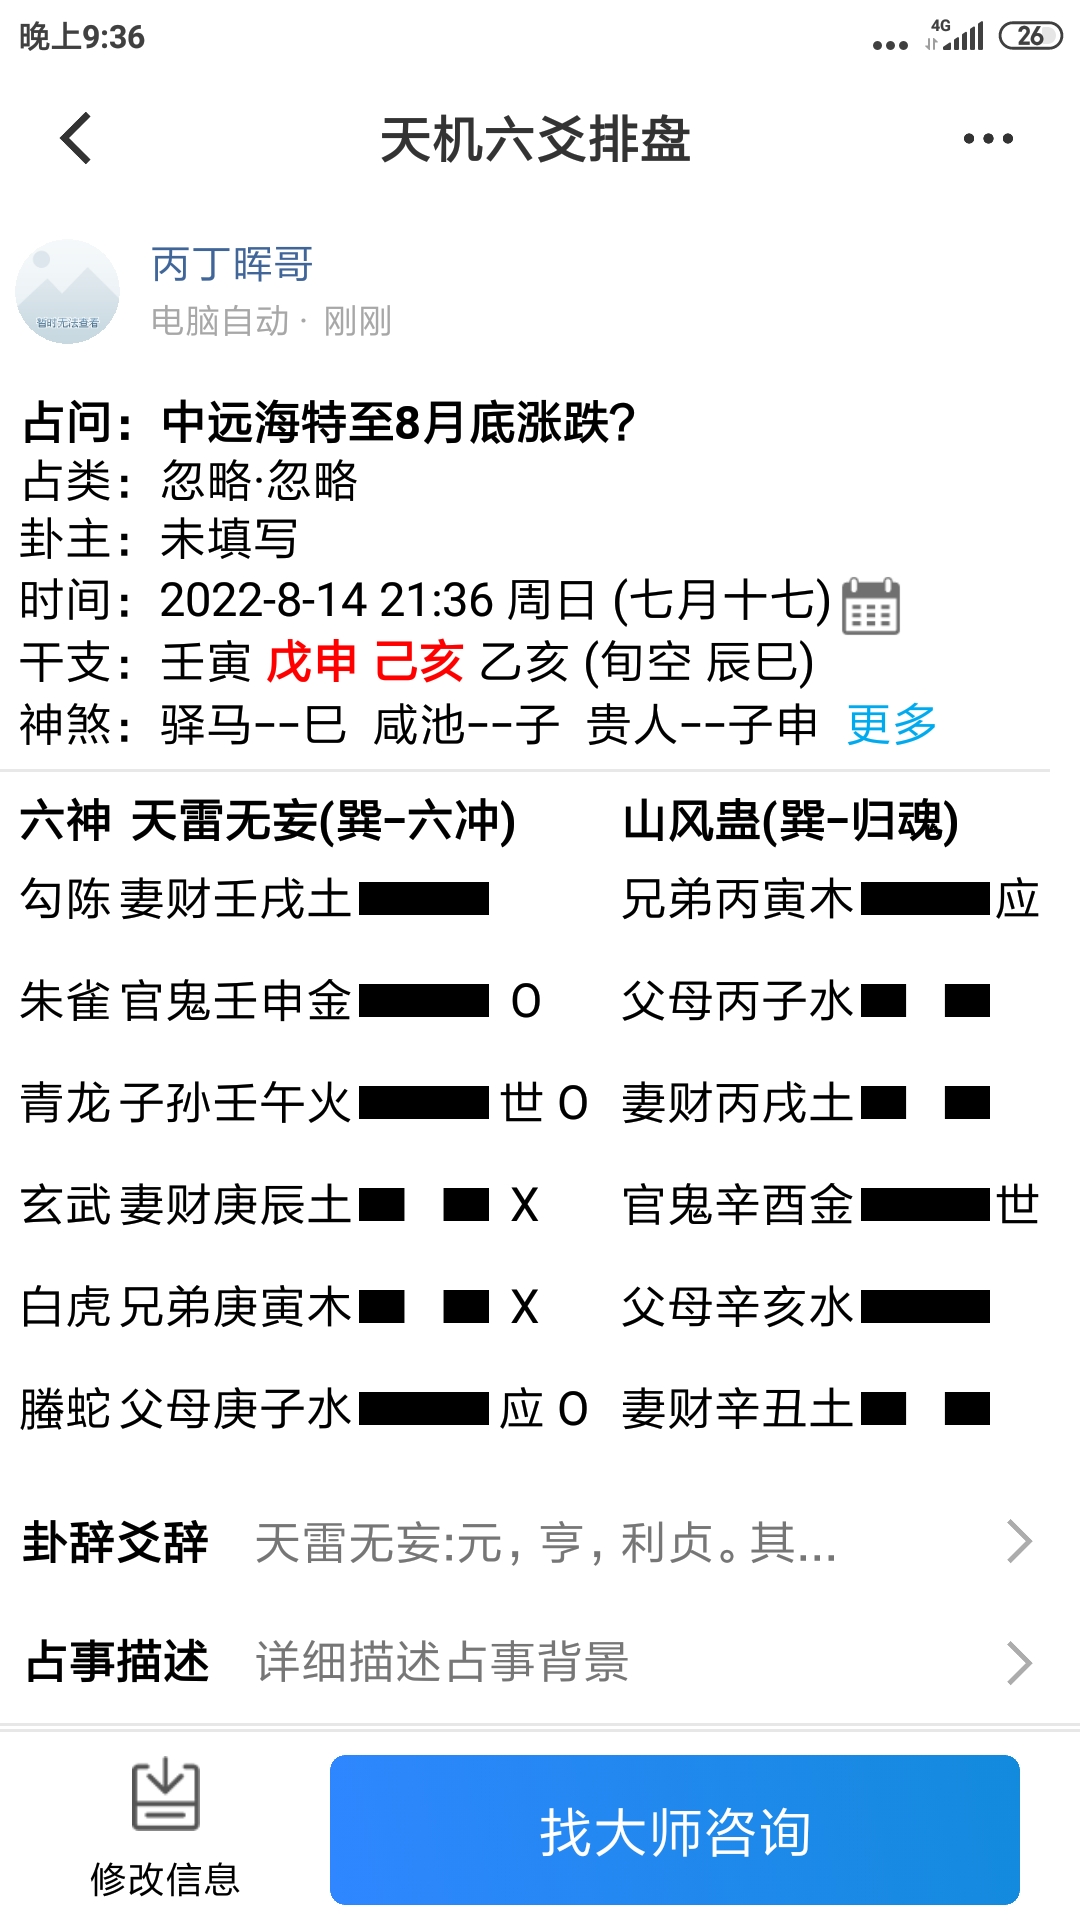 晚上9:36 4G 26
天机六爻排盘
暂时无法查看
丙丁晖哥
电脑自动 · 刚刚
占问：中远海特至8月底涨跌？
占类：忽略·忽略
卦主：未填写
时间：2022-8-14 21:36 周日 (七月十七)
干支：壬寅 戊申 己亥 乙亥 (旬空 辰巳)
神煞：驿马--巳 咸池--子 贵人--子申 更多
六神 天雷无妄(巽-六冲) 山风蛊(巽-归魂)
勾陈 妻财壬戌土 兄弟丙寅木 应
朱雀 官鬼壬申金 O 父母丙子水
青龙 子孙壬午火 世 O 妻财丙戌土
玄武 妻财庚辰土 X 官鬼辛酉金 世
白虎 兄弟庚寅木 X 父母辛亥水
螣蛇 父母庚子水 应 O 妻财辛丑土
卦辞爻辞 天雷无妄:元，亨，利贞。其...
占事描述 详细描述占事背景
修改信息
找大师咨询